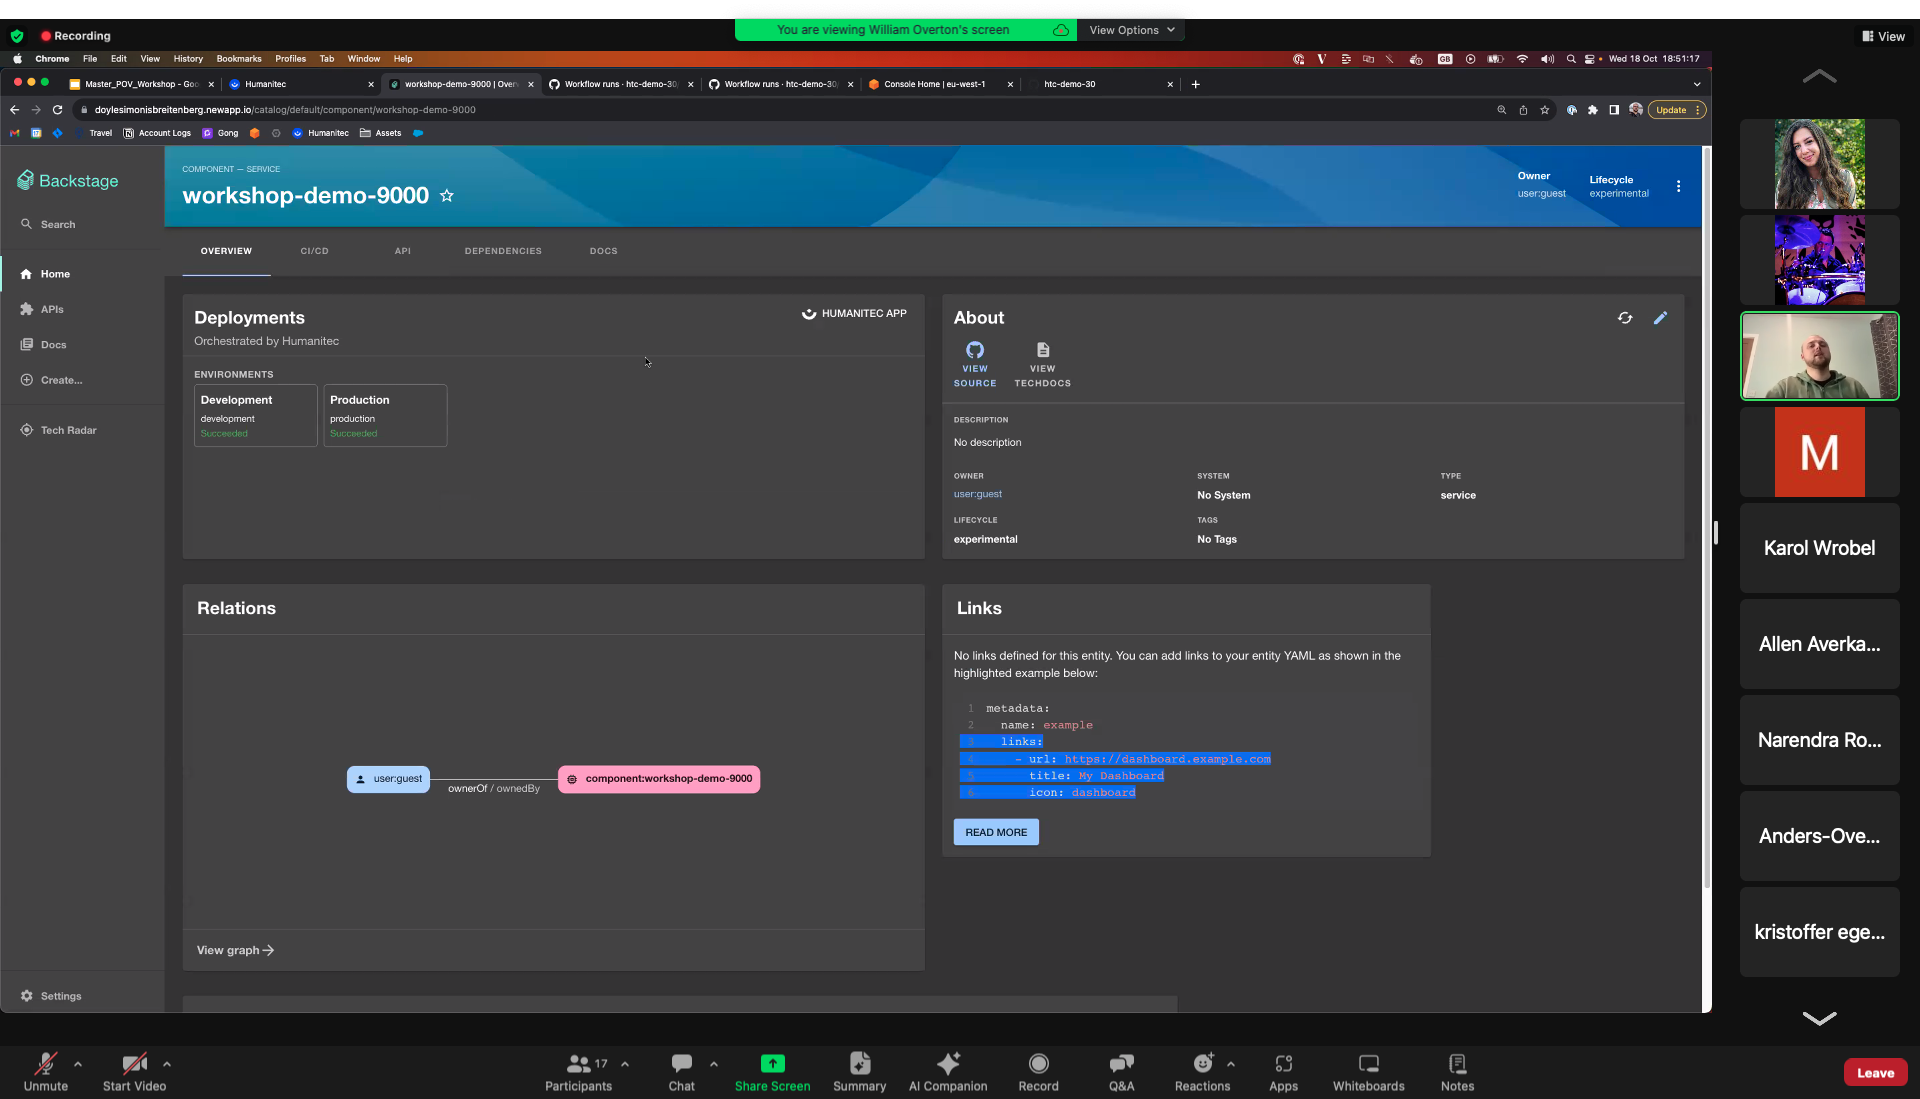 You are viewing William Overton's screen
View Options
Recording
View
Chrome File Edit View History Bookmarks Profiles Tab Window Help
GB
Wed 18 Oct 18:51:17
Master_POV_Workshop - Goo
Humanitec
workshop-demo-9000 | Over
Workflow runs · htc-demo-30
Workflow runs · htc-demo-30
Console Home | eu-west-1
htc-demo-30
doylesimonisbreitenberg.newapp.io/catalog/default/component/workshop-demo-9000
Update
Travel
Account Logs
Gong
Humanitec
Assets
Backstage
Search
Home
APIs
Docs
Create...
Tech Radar
Settings
COMPONENT — SERVICE
workshop-demo-9000
Owner
user:guest
Lifecycle
experimental
OVERVIEW
CI/CD
API
DEPENDENCIES
DOCS
Deployments
Orchestrated by Humanitec
HUMANITEC APP
ENVIRONMENTS
Development
development
Succeeded
Production
production
Succeeded
About
VIEW SOURCE
VIEW TECHDOCS
DESCRIPTION
No description
OWNER
user:guest
SYSTEM
No System
TYPE
service
LIFECYCLE
experimental
TAGS
No Tags
Relations
user:guest
ownerOf / ownedBy
component:workshop-demo-9000
View graph
Links
No links defined for this entity. You can add links to your entity YAML as shown in the
highlighted example below:
1 metadata:
2 name: example
3 links:
4 - url: https://dashboard.example.com
5 title: My Dashboard
6 icon: dashboard
READ MORE
M
Karol Wrobel
Allen Averka...
Narendra Ro...
Anders-Ove...
kristoffer ege...
Unmute
Start Video
17
Participants
Chat
Share Screen
Summary
AI Companion
Record
Q&A
Reactions
Apps
Whiteboards
Notes
Leave